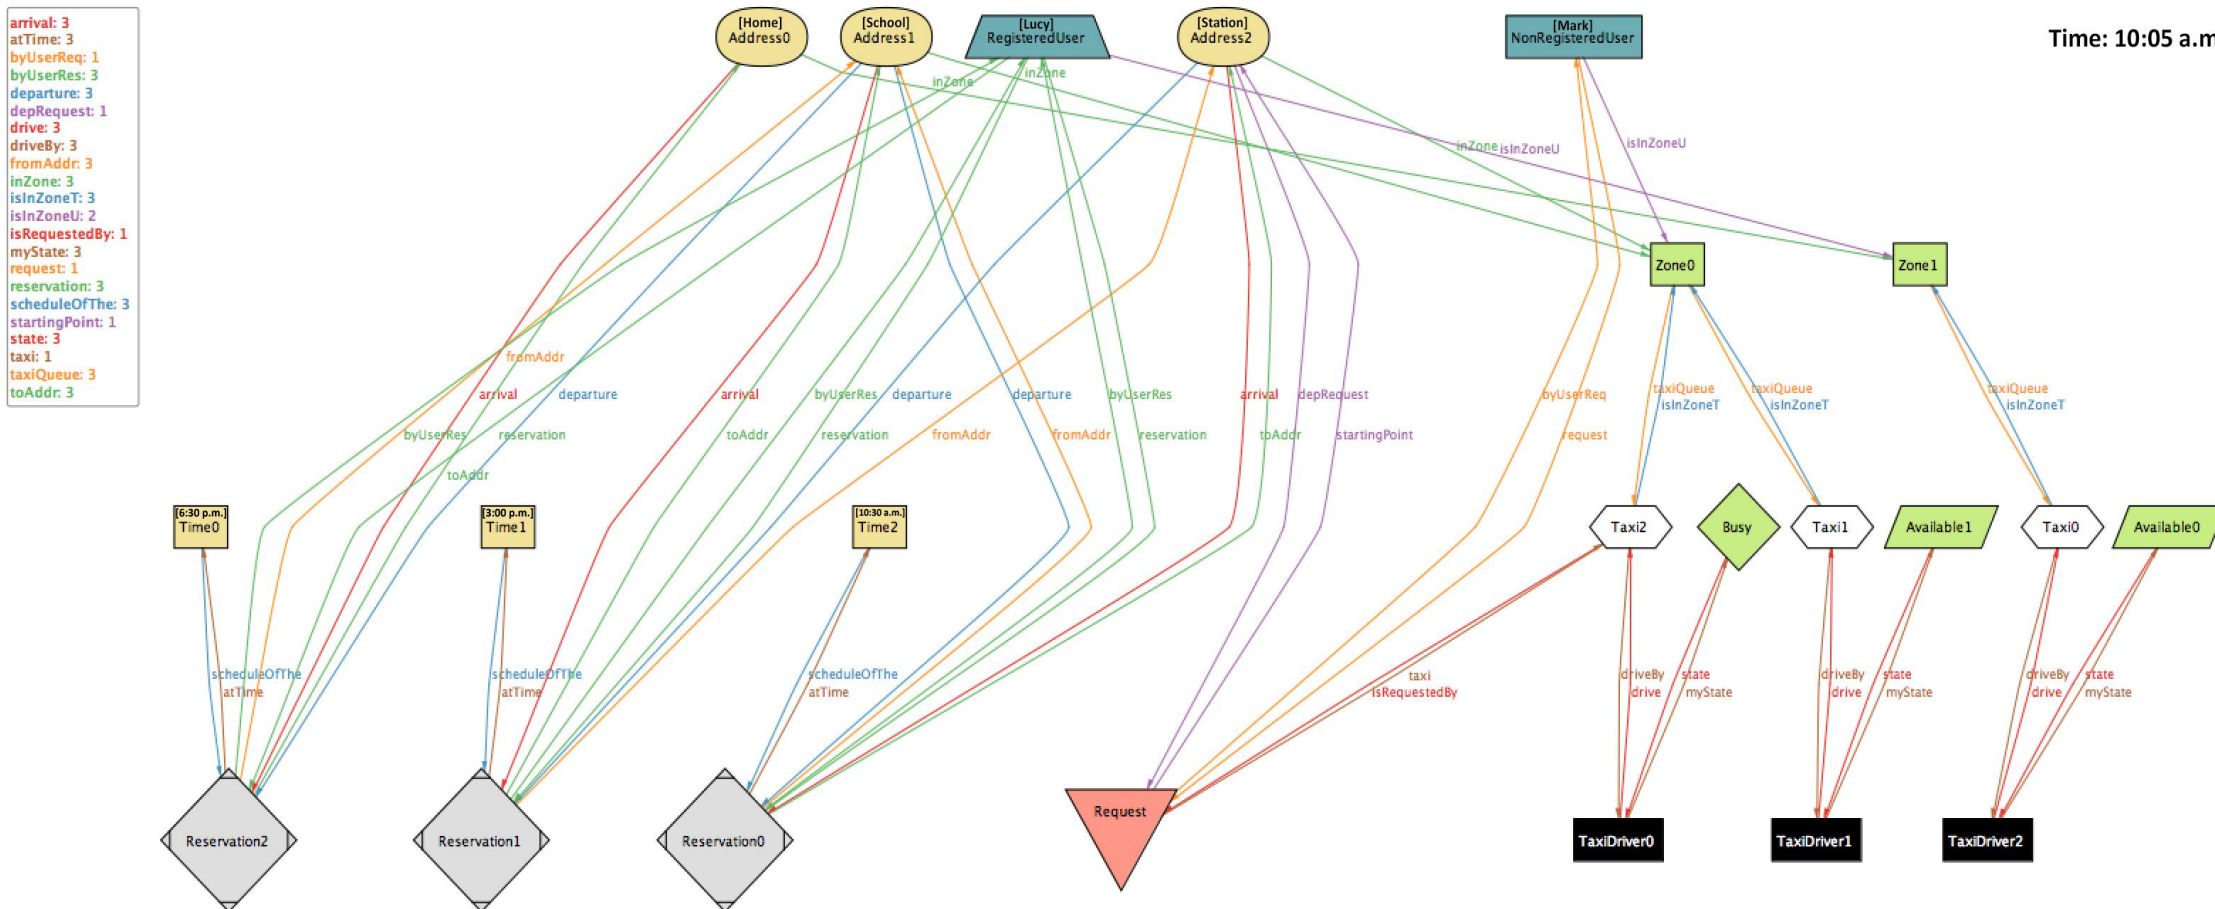 arrival: 3
atTime: 3
byUserReq: 1
byUserRes: 3
departure: 3
depRequest: 1
drive: 3
driveBy: 3
fromAddr: 3
inZone: 3
isInZoneT: 3
isInZoneU: 2
isRequestedBy: 1
myState: 3
request: 1
reservation: 3
scheduleOfThe: 3
startingPoint: 1
state: 3
taxi: 1
taxiQueue: 3
toAddr: 3
[Home]
Address0
[School]
Address1
[Lucy]
RegisteredUser
[Station]
Address2
[Mark]
NonRegisteredUser
Time: 10:05 a.m
inZone
inZone
inZone
isInZoneU
isInZoneU
Zone0
Zone1
fromAddr
arrival
departure
arrival
byUserRes
departure
departure
byUserRes
arrival
depRequest
byUserReq
taxiQueue
isInZoneT
taxiQueue
isInZoneT
taxiQueue
isInZoneT
byUserRes
reservation
toAddr
reservation
fromAddr
fromAddr
reservation
toAddr
startingPoint
request
toAddr
[6:30 p.m.]
Time0
[3:00 p.m.]
Time1
[10:30 a.m.]
Time2
Taxi2
Busy
Taxi1
Available1
Taxi0
Available0
scheduleOfThe
atTime
scheduleOfThe
atTime
scheduleOfThe
atTime
taxi
isRequestedBy
driveBy
drive
state
myState
driveBy
drive
state
myState
driveBy
drive
state
myState
Reservation2
Reservation1
Reservation0
Request
TaxiDriver0
TaxiDriver1
TaxiDriver2